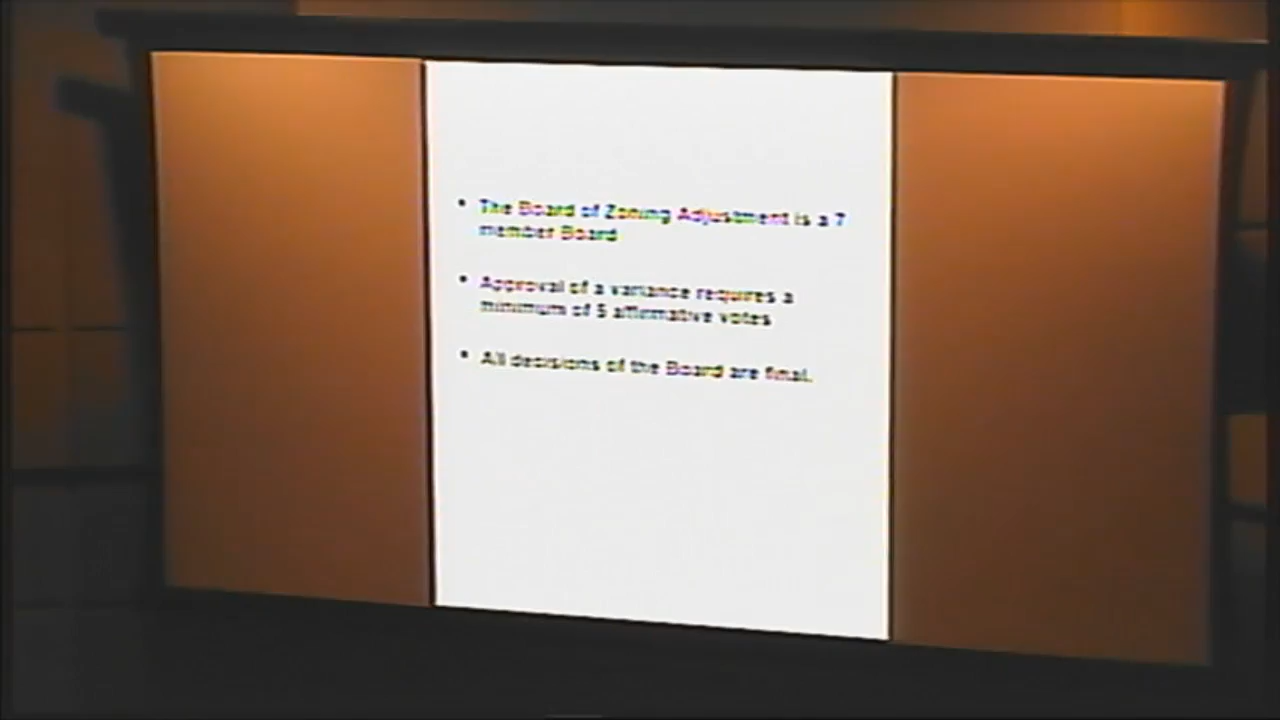 • The Board of Zoning Adjustment is a 7
member Board
• Approval of a variance requires a
minimum of 5 affirmative votes
• All decisions of the Board are final.